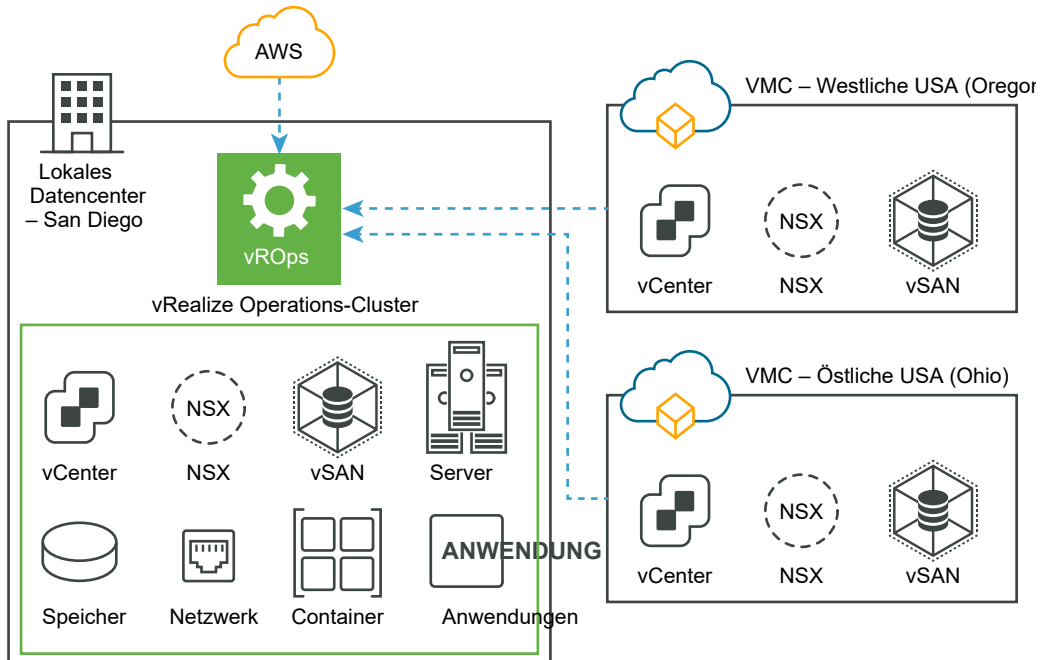 AWS
VMC – Westliche USA (Oregon
Lokales
Datencenter
– San Diego
vROps
vRealize Operations-Cluster
NSX
vCenter
NSX
vSAN
VMC – Östliche USA (Ohio)
NSX
vCenter
NSX
vSAN
Server
NSX
vCenter
NSX
vSAN
ANWENDUNG
Speicher
Netzwerk
Container
Anwendungen